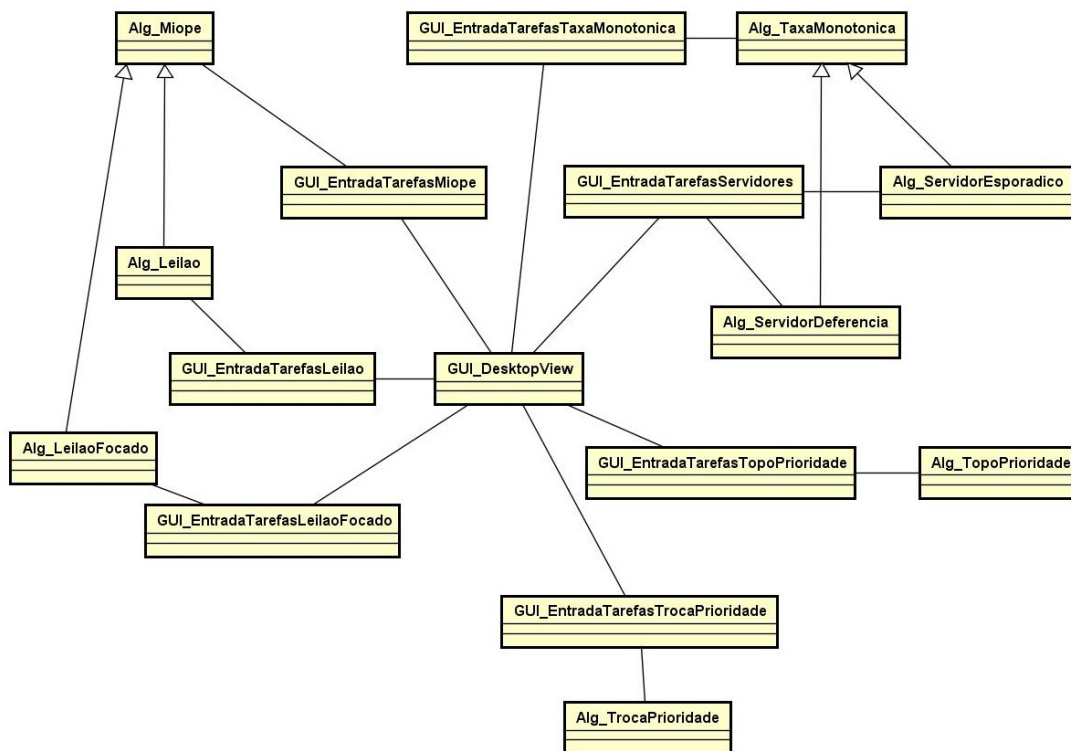 Alg_Miope
GUI_EntradaTarefasTaxaMonotonica
Alg_TaxaMonotonica
GUI_EntradaTarefasMiope
GUI_EntradaTarefasServidores
Alg_ServidorEsporadico
Alg_Leilao
Alg_ServidorDeferencia
GUI_EntradaTarefasLeilao
GUI_DesktopView
Alg_LeilaoFocado
GUI_EntradaTarefasTopoPrioridade
Alg_TopoPrioridade
GUI_EntradaTarefasLeilaoFocado
GUI_EntradaTarefasTrocaPrioridade
Alg_TrocaPrioridade